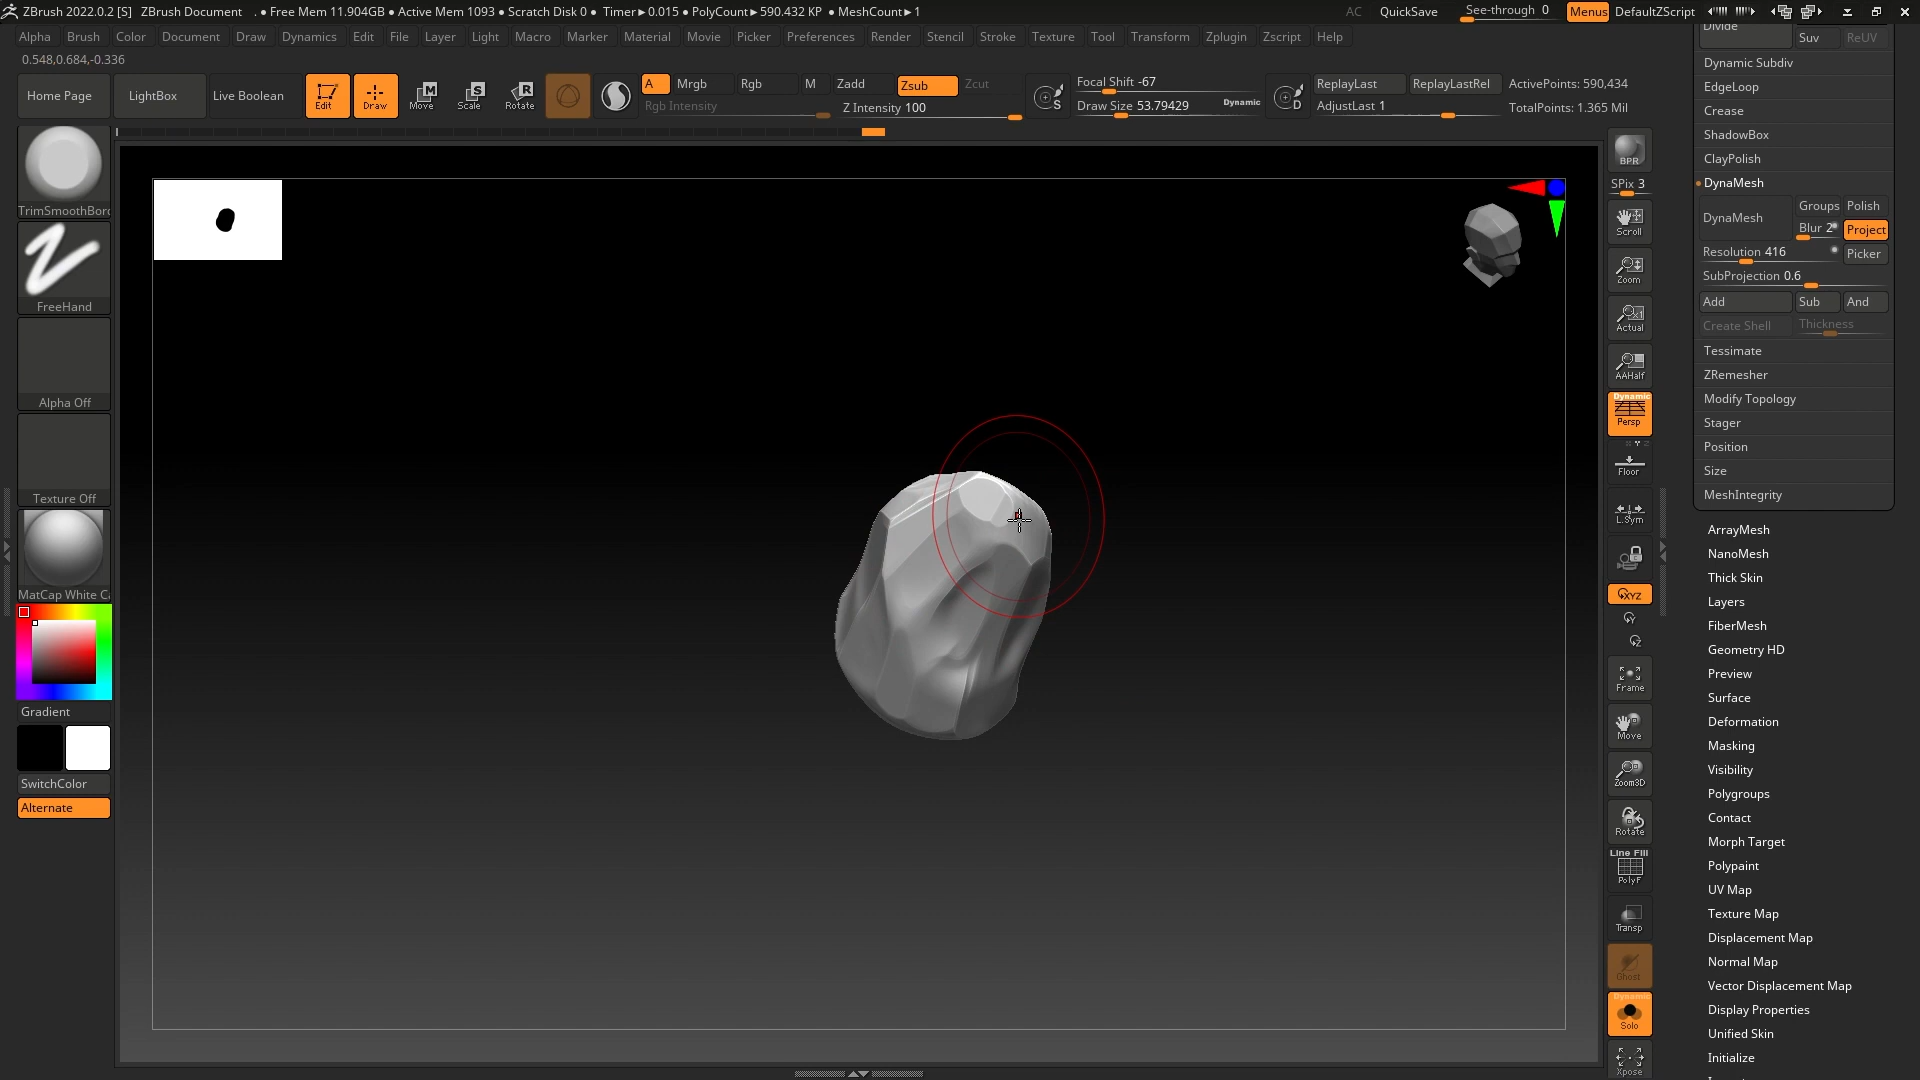 ZBrush 2022.0.2 [S] ZBrush Document . ● Free Mem 11.904GB ● Active Mem 1093 ● Scratch Disk 0 ● Timer►0.015 ● PolyCount►590.432 KP ● MeshCount►1 AC QuickSave See-through 0 Menus DefaultZScript
Alpha Brush Color Document Draw Dynamics Edit File Layer Light Macro Marker Material Movie Picker Preferences Render Stencil Stroke Texture Tool Transform Zplugin Zscript Help
0.548,0.684,-0.336
Home Page LightBox Live Boolean Edit Draw Move Scale Rotate
A Mrgb Rgb M Zadd Zsub Zcut
Rgb Intensity Z Intensity 100
Focal Shift -67
Draw Size 53.79429 Dynamic
ReplayLast ReplayLastRel ActivePoints: 590,434
AdjustLast 1 TotalPoints: 1.365 Mil
TrimSmoothBord
FreeHand
Alpha Off
Texture Off
MatCap White Ca
Gradient
SwitchColor
Alternate
BPR
SPix 3
Scroll
Zoom
Actual
AAHalf
Dynamic
Persp
Floor
L.Sym
XYZ
Frame
Move
Zoom3D
Rotate
Line Fill
PolyF
Transp
Ghost
Dynamic
Solo
Xpose
Divide Suv ReUV
Dynamic Subdiv
EdgeLoop
Crease
ShadowBox
ClayPolish
DynaMesh
DynaMesh Groups Polish
Blur 2 Project
Resolution 416 Picker
SubProjection 0.6
Add Sub And
Create Shell Thickness
Tessimate
ZRemesher
Modify Topology
Stager
Position
Size
MeshIntegrity
ArrayMesh
NanoMesh
Thick Skin
Layers
FiberMesh
Geometry HD
Preview
Surface
Deformation
Masking
Visibility
Polygroups
Contact
Morph Target
Polypaint
UV Map
Texture Map
Displacement Map
Normal Map
Vector Displacement Map
Display Properties
Unified Skin
Initialize